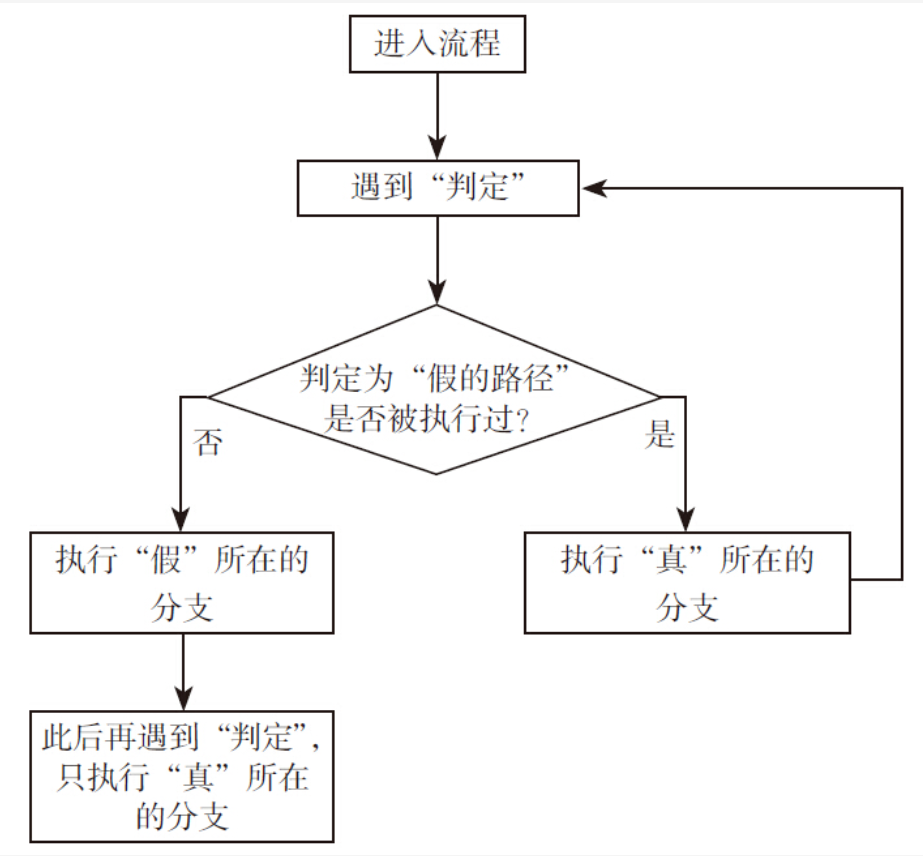 进入流程
遇到“判定”
判定为“假的路径”
是否被执行过?
否
是
执行“假”所在的
分支
执行“真”所在的
分支
此后再遇到“判定”,
只执行“真”所在
的分支